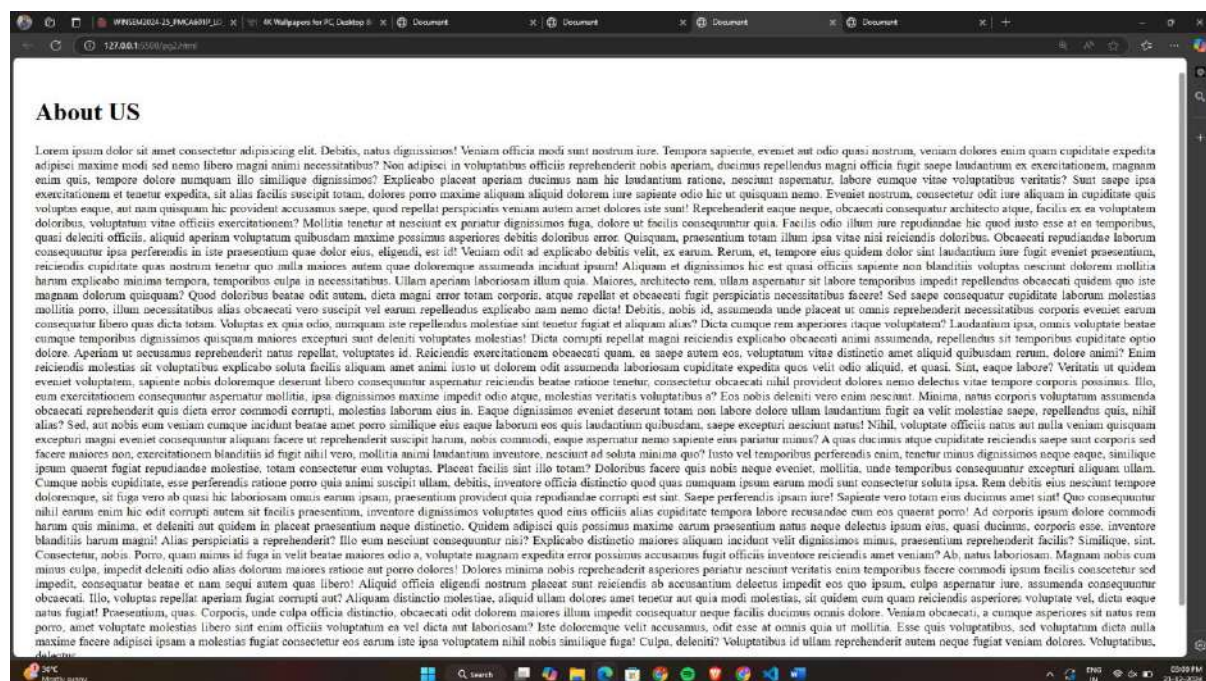 WINSEM2024-25_PMCA601P_LO
4K Wallpapers for PC, Desktop
Document
Document
Document
Document
127.0.0.1:5500/pg2.html
About US
Lorem ipsum dolor sit amet consectetur adipisicing elit. Debitis, natus dignissimos! Veniam officia modi sunt nostrum iure. Tempora sapiente, eveniet aut odio quasi nostrum, veniam dolores enim quam cupiditate expedita
adipisci maxime modi sed nemo libero magni animi necessitatibus? Non adipisci in voluptatibus officiis reprehenderit nobis aperiam, ducimus repellendus magni officia fugit saepe laudantium ex exercitationem, magnam
enim quis, tempore dolore numquam illo similique dignissimos? Explicabo placeat aperiam ducimus nam hic laudantium ratione, nesciunt aspernatur, labore cumque vitae voluptatibus veritatis? Sunt saepe ipsa
exercitationem et tenetur expedita, sit alias facilis suscipit totam, dolores porro maxime aliquam aliquid dolorem iure sapiente odio hic ut quisquam nemo. Eveniet nostrum, consectetur odit iure aliquam in cupiditate quis
voluptas eaque, aut nam quisquam hic provident accusamus saepe, quod repellat perspiciatis veniam autem amet dolores iste sunt! Reprehenderit eaque neque, obcaecati consequatur architecto atque, facilis ex ea voluptatem
doloribus, voluptatum vitae officiis exercitationem? Mollitia tenetur at nesciunt ex pariatur dignissimos fuga, dolore ut facilis consequuntur quia. Facilis odio illum iure repudiandae hic quod iusto esse at ea temporibus,
quasi deleniti officiis, aliquid aperiam voluptatum quibusdam maxime possimus asperiores debitis doloribus error. Quisquam, praesentium totam illum ipsa vitae nisi reiciendis doloribus. Obcaecati repudiandae laborum
consequuntur ipsa perferendis in iste praesentium quae dolor eius, eligendi, est id! Veniam odit ad explicabo debitis velit, ex earum. Rerum, et, tempore eius quidem dolor sint laudantium iure fugit eveniet praesentium,
reiciendis cupiditate quas nostrum tenetur quo nulla maiores autem quae doloremque assumenda incidunt ipsum! Aliquam et dignissimos hic est quasi officiis sapiente non blanditiis voluptas nesciunt dolorem mollitia
harum explicabo minima tempora, temporibus culpa in necessitatibus. Ullam aperiam laboriosam illum quia. Maiores, architecto rem, ullam aspernatur sit labore temporibus impedit repellendus obcaecati quidem quo iste
magnam dolorum quisquam? Quod doloribus beatae odit autem, dicta magni error totam corporis, atque repellat et obcaecati fugit perspiciatis necessitatibus facere! Sed saepe consequatur cupiditate laborum molestias
mollitia porro, illum necessitatibus alias obcaecati vero suscipit vel earum repellendus explicabo nam nemo dicta! Debitis, nobis id, assumenda unde placeat ut omnis reprehenderit necessitatibus corporis eveniet earum
consequatur libero quas dicta totam. Voluptas ex quia odio, numquam iste repellendus molestiae sint tenetur fugiat et aliquam alias? Dicta cumque rem asperiores itaque voluptatem? Laudantium ipsa, omnis voluptate beatae
cumque temporibus dignissimos quisquam maiores excepturi sunt deleniti voluptates molestias! Dicta corrupti repellat magni reiciendis explicabo obcaecati animi assumenda, repellendus sit temporibus cupiditate optio
dolore. Aperiam ut accusamus reprehenderit natus repellat, voluptates id. Reiciendis exercitationem obcaecati quam, ea saepe autem eos, voluptatum vitae distinctio amet aliquid quibusdam rerum, dolore animi? Enim
reiciendis molestias sit voluptatibus explicabo soluta facilis aliquam amet animi iusto ut dolorem odit assumenda laboriosam cupiditate expedita quos velit odio aliquid, et quasi. Sint, eaque labore? Veritatis ut quidem
eveniet voluptatem, sapiente nobis doloremque deserunt libero consequuntur aspernatur reiciendis beatae ratione tenetur, consectetur obcaecati nihil provident dolores nemo delectus vitae tempore corporis possimus. Illo,
eum exercitationem consequuntur aspernatur mollitia, ipsa dignissimos maxime impedit odio atque, molestias veritatis voluptatibus a? Eos nobis deleniti vero enim nesciunt. Minima, natus corporis voluptatum assumenda
obcaecati reprehenderit quis dicta error commodi corrupti, molestias laborum eius in. Eaque dignissimos eveniet deserunt totam non labore dolore ullam laudantium fugit ea velit molestiae saepe, repellendus quis, nihil
alias? Sed, aut nobis eum veniam cumque incidunt beatae amet porro similique eius eaque laborum eos quis laudantium quibusdam, saepe excepturi nesciunt natus! Nihil, voluptate officiis natus aut nulla veniam quisquam
excepturi magni eveniet consequuntur aliquam facere ut reprehenderit suscipit harum, nobis commodi, eaque aspernatur nemo sapiente eius pariatur minus? A quas ducimus atque cupiditate reiciendis saepe sunt corporis sed
facere maiores non, exercitationem blanditiis id fugit nihil vero, mollitia animi laudantium inventore, nesciunt ad soluta minima quo? Iusto vel temporibus perferendis enim, tenetur minus dignissimos neque eaque, similique
ipsum quaerat fugiat repudiandae molestiae, totam consectetur eum voluptas. Placeat facilis sint illo totam? Doloribus facere quis nobis neque eveniet, mollitia, unde temporibus consequuntur excepturi aliquam ullam.
Cumque nobis cupiditate, esse perferendis ratione porro quia animi suscipit ullam, debitis, inventore officia distinctio quod quas numquam ipsum earum modi sunt consectetur soluta ipsa. Rem debitis eius nesciunt tempore
doloremque, sit fuga vero ab quasi hic laboriosam omnis earum ipsam, praesentium provident quia repudiandae corrupti est sint. Saepe perferendis ipsam iure! Sapiente vero totam eius ducimus amet sint! Quo consequuntur
nihil earum enim hic odit corrupti autem sit facilis praesentium, inventore dignissimos voluptates quod eius officiis alias cupiditate tempora labore recusandae cum eos quaerat porro! Ad corporis ipsum dolore commodi
harum quis minima, et deleniti aut quidem in placeat praesentium neque distinctio. Quidem adipisci quis possimus maxime earum praesentium natus neque delectus ipsum eius, quasi ducimus, corporis esse, inventore
blanditiis harum magni! Alias perspiciatis a reprehenderit? Illo eum nesciunt consequuntur nisi? Explicabo distinctio maiores aliquam incidunt velit dignissimos minus, praesentium reprehenderit facilis? Similique, sint.
Consectetur, nobis. Porro, quam minus id fuga in velit beatae maiores odio a, voluptate magnam expedita error possimus accusamus fugit officiis inventore reiciendis amet veniam? Ab, natus laboriosam. Magnam nobis cum
minus culpa, impedit deleniti odio alias dolorum maiores ratione aut porro dolores! Dolores minima nobis reprehenderit asperiores pariatur nesciunt veritatis enim temporibus facere commodi ipsum facilis consectetur sed
impedit, consequatur beatae et nam sequi autem quas libero! Aliquid officia eligendi nostrum placeat sunt reiciendis ab accusantium delectus impedit eos quo ipsum, culpa aspernatur iure, assumenda consequuntur
obcaecati. Illo, voluptas repellat aperiam fugiat corrupti aut? Aliquam distinctio molestiae, aliquid ullam dolores amet tenetur aut quia modi molestias, sit quidem cum quam reiciendis asperiores voluptate vel, dicta eaque
natus fugiat! Praesentium, quas. Corporis, unde culpa officia distinctio, obcaecati odit dolorem maiores illum impedit consequatur neque facilis ducimus omnis dolore. Veniam obcaecati, a cumque asperiores sit natus rem
porro, amet voluptate molestias libero sint enim officiis voluptatum ea vel dicta aut laboriosam? Iste doloremque velit accusamus, odit esse at omnis quia ut mollitia. Esse quis voluptatibus, sed voluptatum dicta nulla
maxime facere adipisci ipsam a molestias fugiat consectetur eos earum iste ipsa voluptatem nihil nobis similique fuga! Culpa, deleniti? Voluptatibus id ullam reprehenderit autem neque fugiat veniam dolores. Voluptatibus,
delectus
Mostly sunny
Search
ENG
IN
03:00 PM
21-12-2024